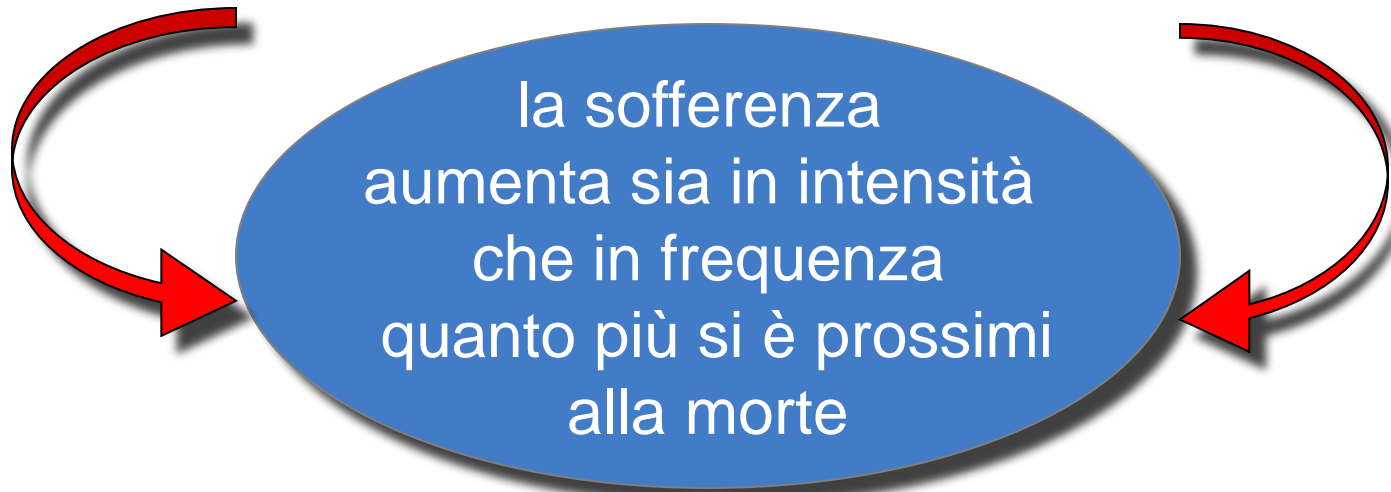 la sofferenza
aumenta sia in intensità
che in frequenza
quanto più si è prossimi
alla morte